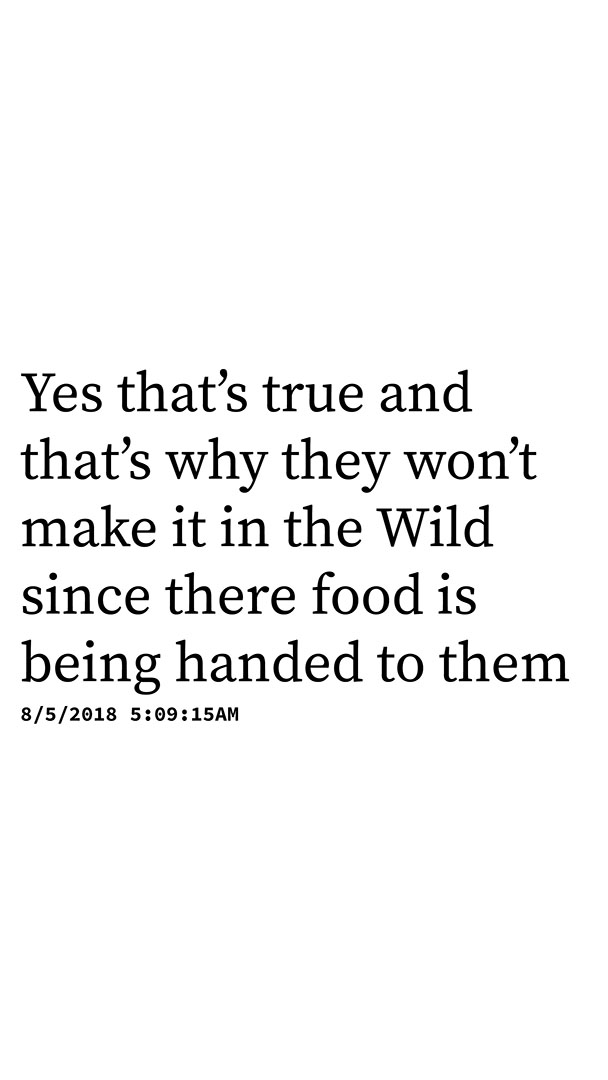 Yes that’s true and
that’s why they won’t
make it in the Wild
since there food is
being handed to them
8/5/2018 5:09:15AM